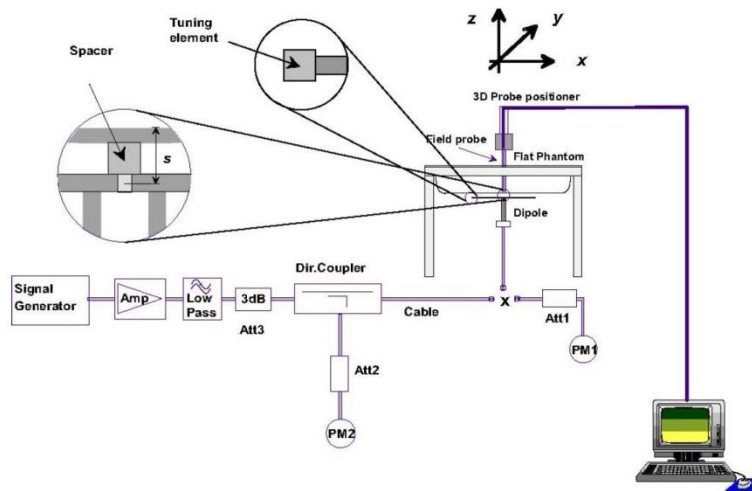 Tuning
element
Spacer
s
z
y
x
3D Probe positioner
Field probe
Flat Phantom
Dipole
Dir.Coupler
Signal
Generator
Amp
Low
Pass
3dB
Att3
Cable
x
Att1
PM1
Att2
PM2